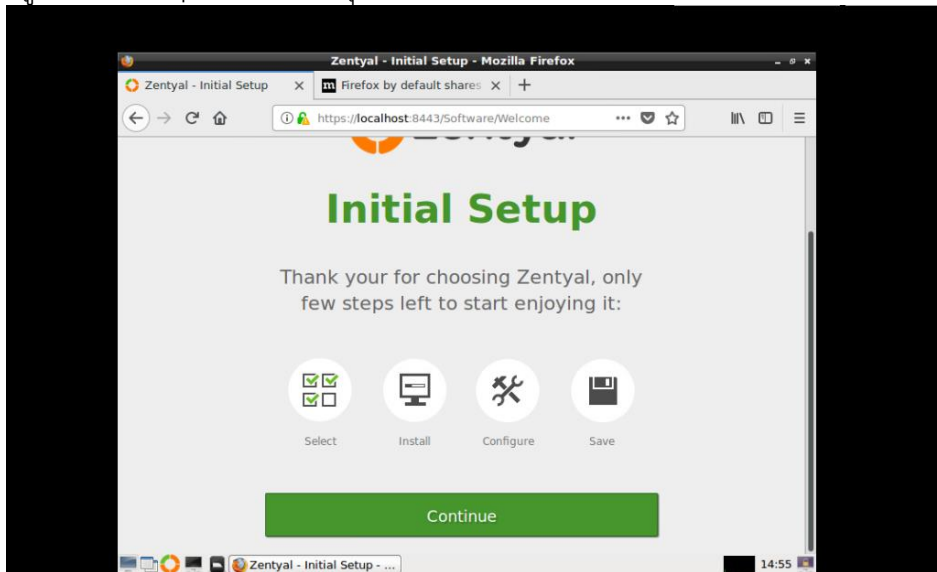 Zentyal - Initial Setup - Mozilla Firefox
Zentyal - Initial Setup
Firefox by default shares
https://localhost:8443/Software/Welcome
Initial Setup
Thank your for choosing Zentyal, only
few steps left to start enjoying it:
Select Install Configure Save
Continue
Zentyal - Initial Setup - ...
14:55